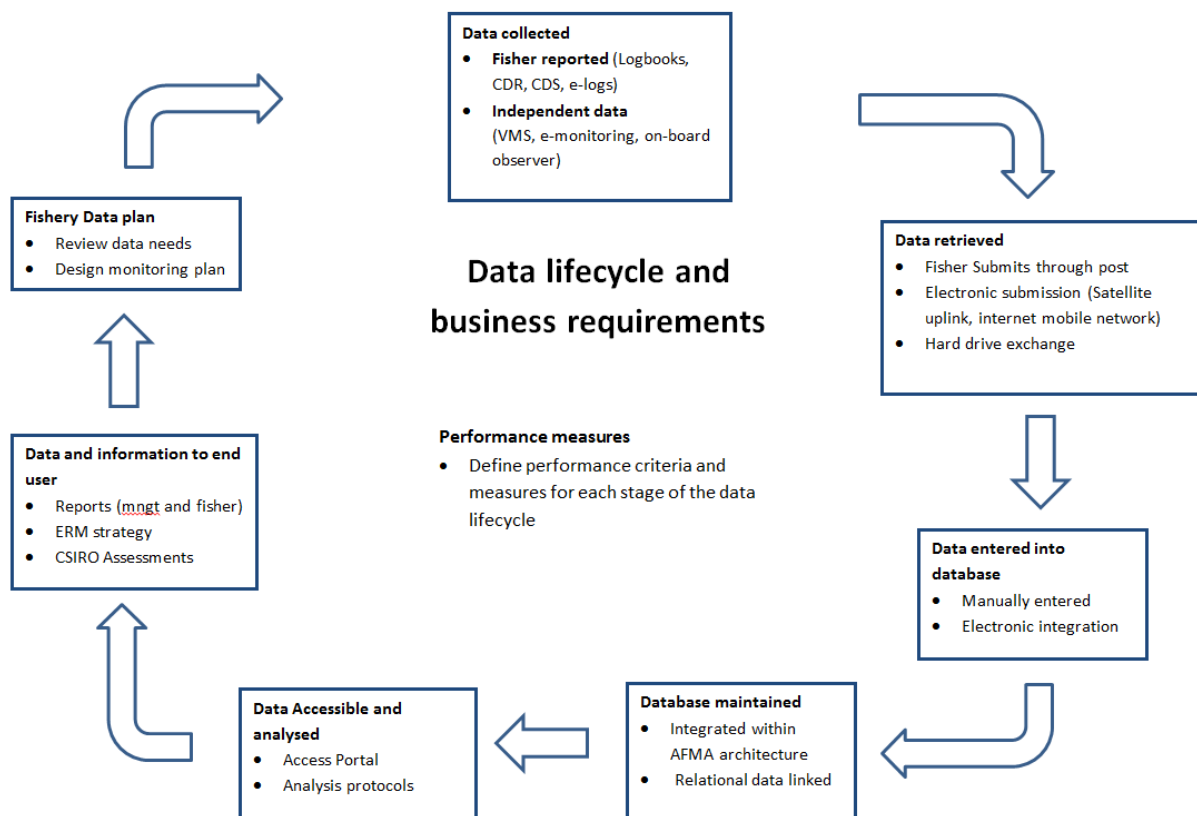 Data collected
• Fisher reported (Logbooks,
CDR, CDS, e-logs)
• Independent data
(VMS, e-monitoring, on-board
observer)
Fishery Data plan
• Review data needs
• Design monitoring plan
Data lifecycle and
business requirements
Data retrieved
• Fisher Submits through post
• Electronic submission (Satellite
uplink, internet mobile network)
• Hard drive exchange
Data and information to end
user
• Reports (mngt and fisher)
• ERM strategy
• CSIRO Assessments
Performance measures
• Define performance criteria and
measures for each stage of the data
lifecycle
Data entered into
database
• Manually entered
• Electronic integration
Data Accessible and
analysed
• Access Portal
• Analysis protocols
Database maintained
• Integrated within
AFMA architecture
• Relational data linked